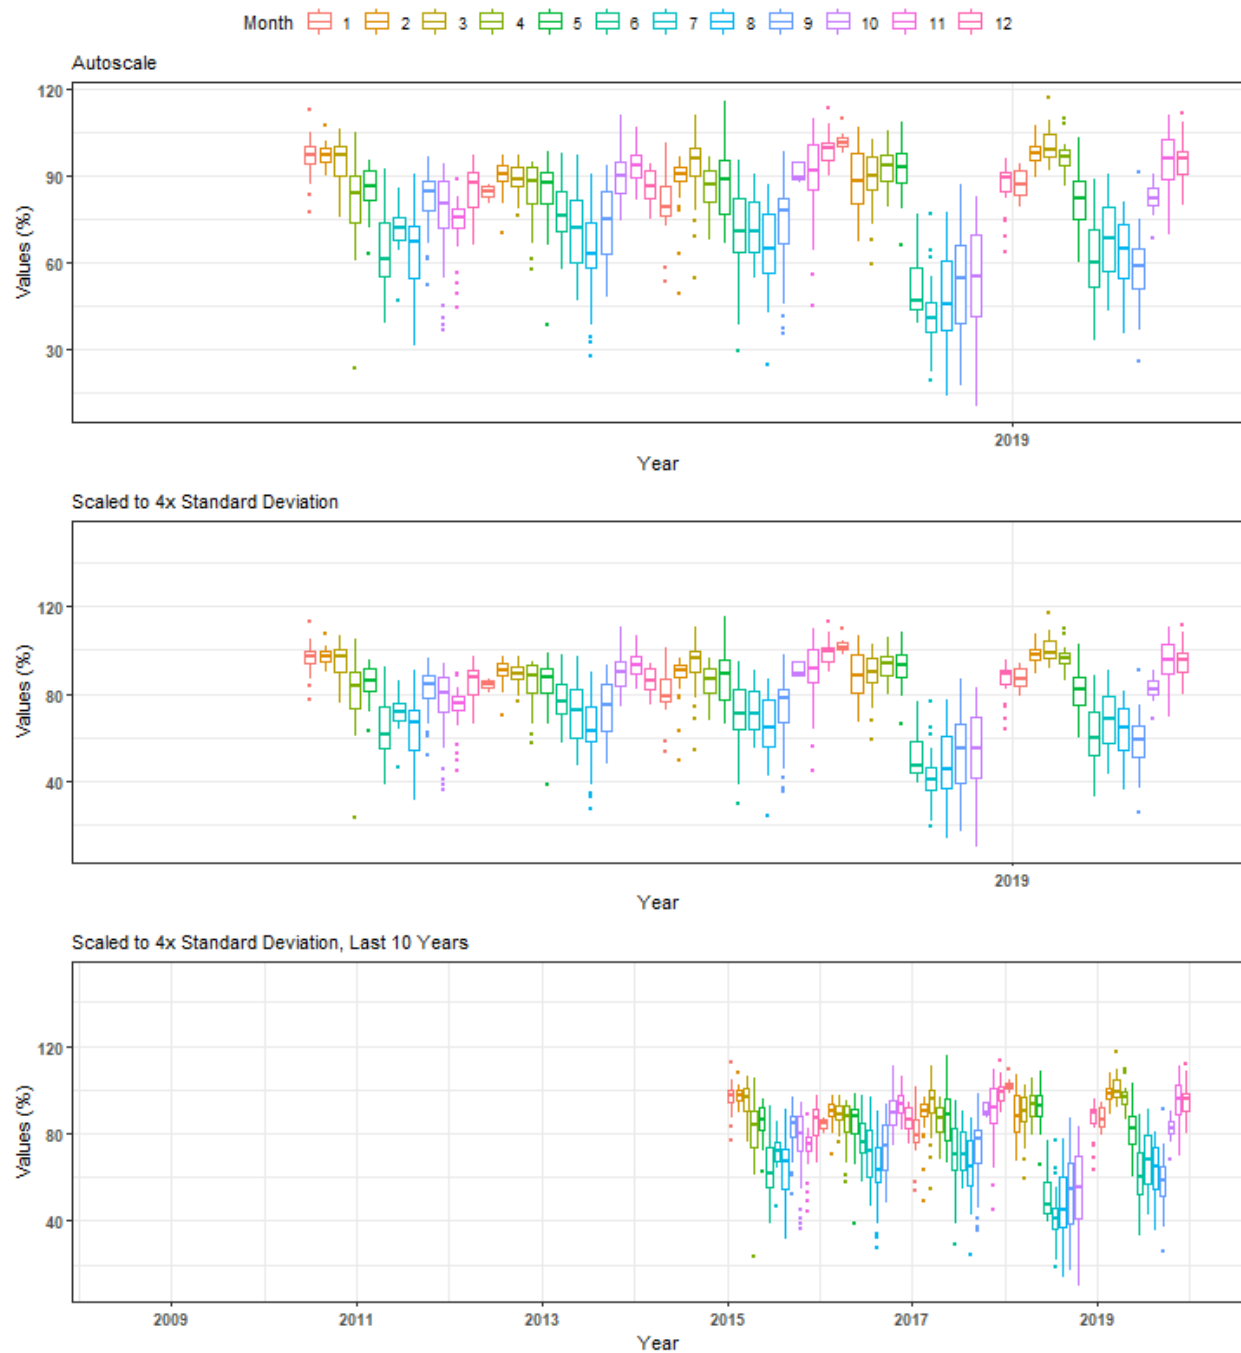 Month 1 2 3 4 5 6 7 8 9 10 11 12
Autoscale
120
90
60
30
Values (%)
2019
Year
Scaled to 4x Standard Deviation
120
80
40
Values (%)
2019
Year
Scaled to 4x Standard Deviation, Last 10 Years
120
80
40
Values (%)
2009 2011 2013 2015 2017 2019
Year